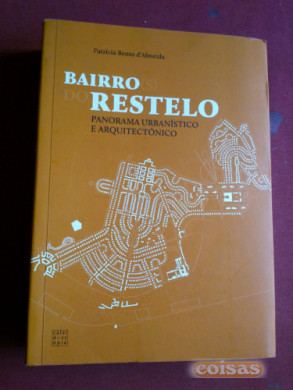 Patrícia Bento d'Almeida
BAIRRO(S)
DO RESTELO
PANORAMA URBANÍSTICO
E ARQUITECTÓNICO
coisas